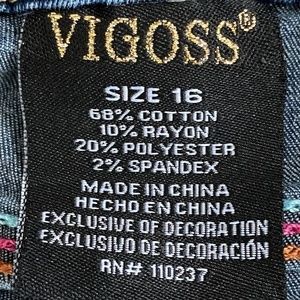 VIGOSS®
SIZE 16
68% COTTON
10% RAYON
20% POLYESTER
2% SPANDEX
MADE IN CHINA
HECHO EN CHINA
EXCLUSIVE OF DECORATION
EXCLUSIVO DE DECORACIÓN
RN# 110237